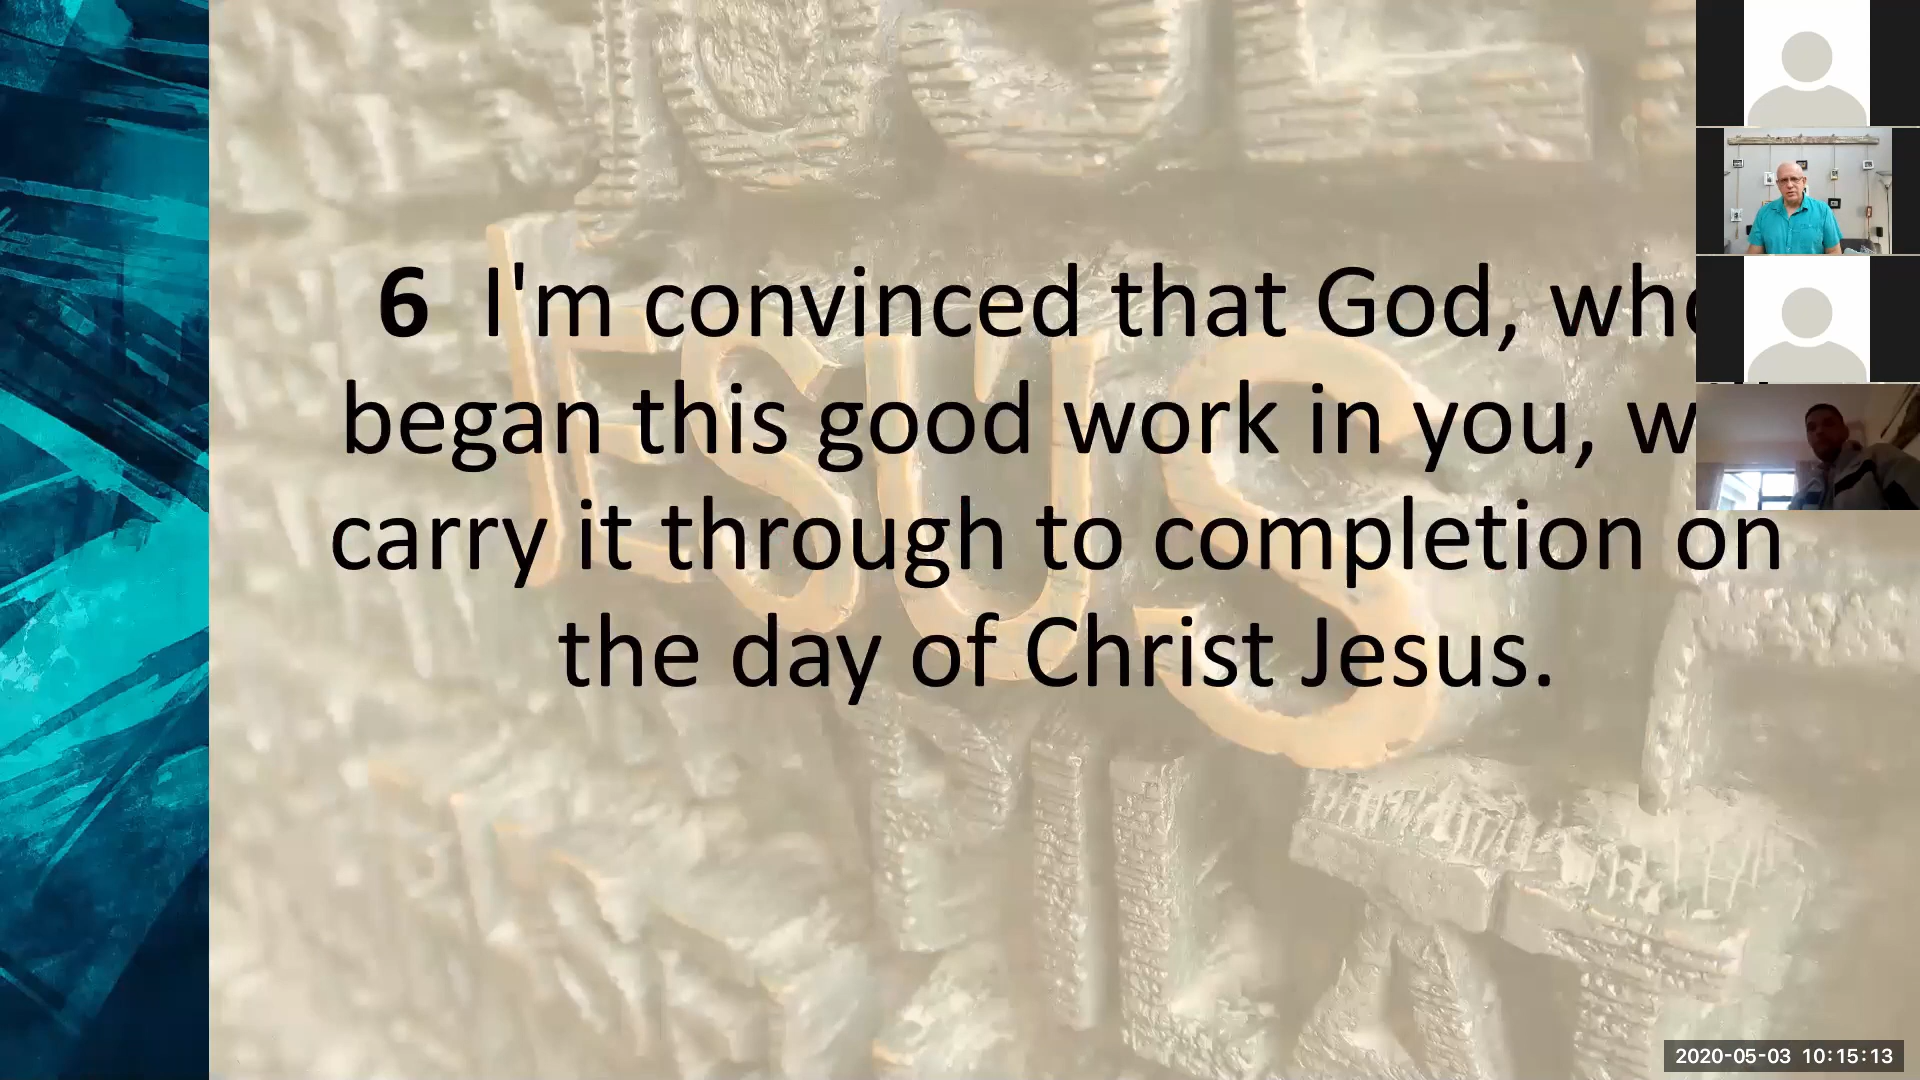 6 I'm convinced that God, who
began this good work in you, w
carry it through to completion on
the day of Christ Jesus.
JESUS
2020-05-03 10:15:13